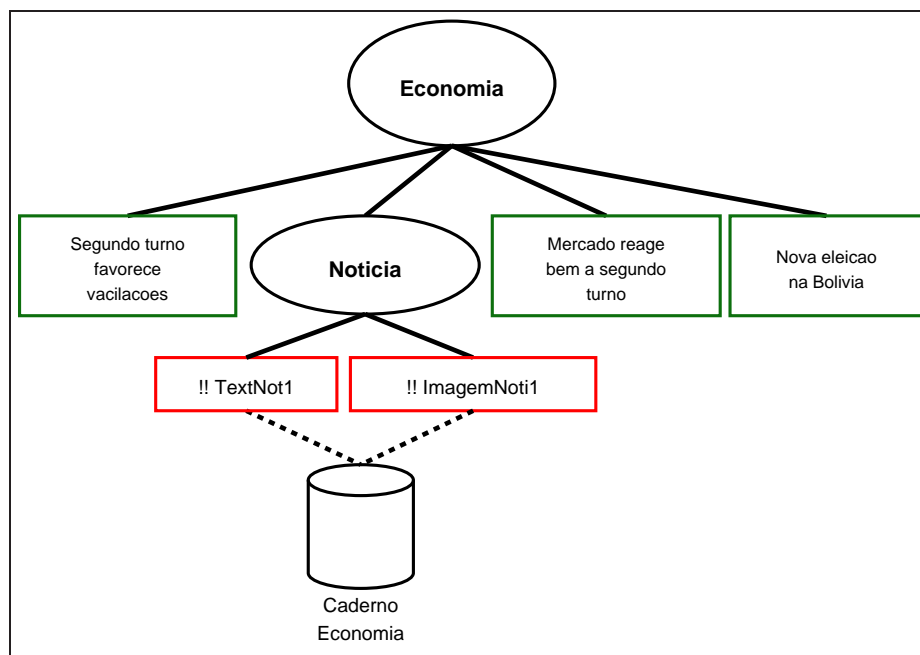 Economia
Segundo turno
favorece
vacilacoes
Noticia
Mercado reage
bem a segundo
turno
Nova eleicao
na Bolivia
!! TextNot1
!! ImagemNoti1
Caderno
Economia